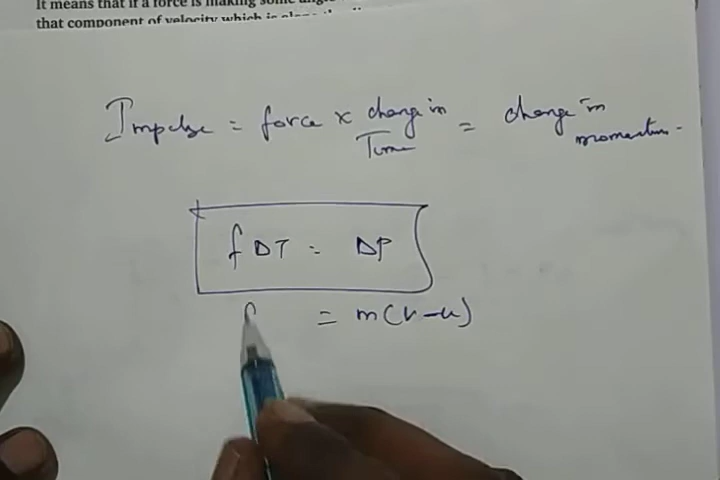 It means that if a force is making some
that component of velocity which is
Impulse = force x change in Time = change in momentum.
f ΔT = ΔP
f = m(v-u)